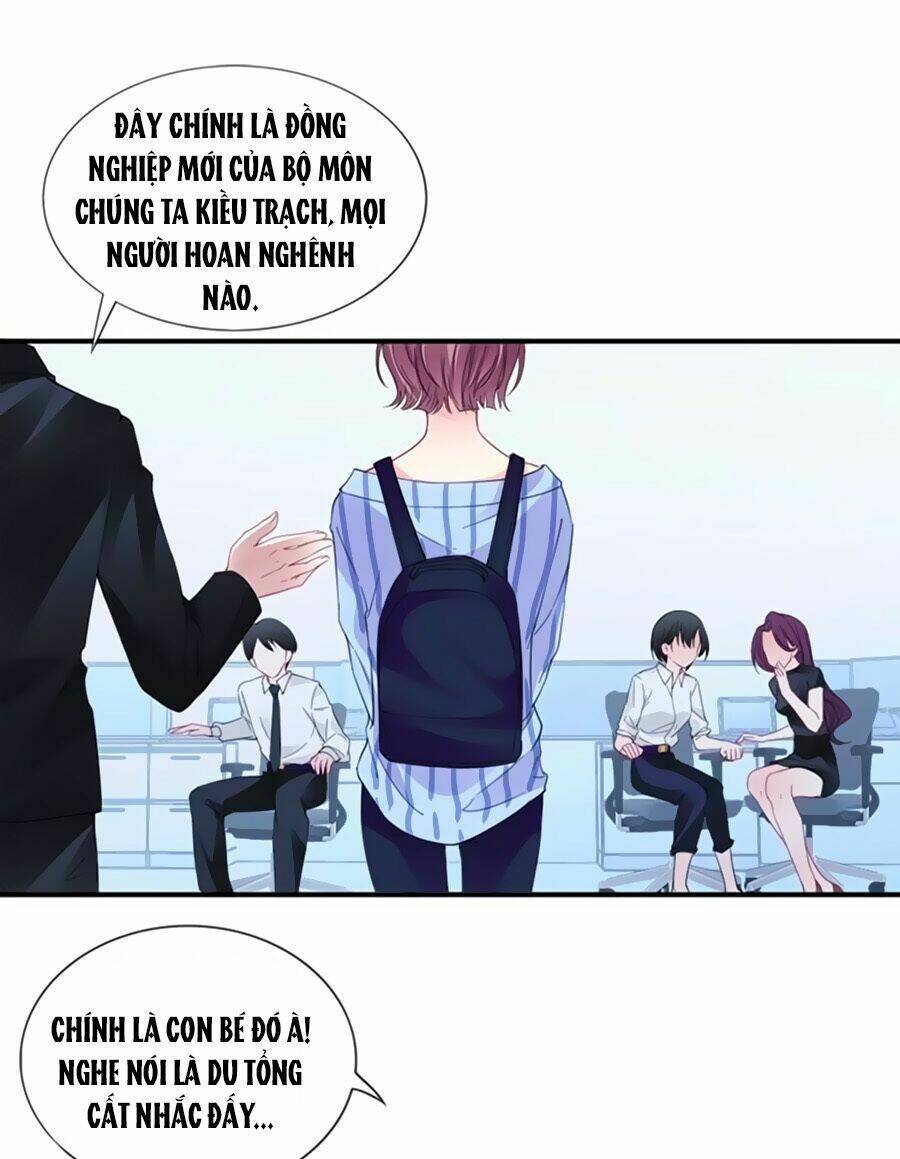 ĐÂY CHÍNH LÀ ĐỒNG
NGHIỆP MỚI CỦA BỘ MÔN
CHÚNG TA KIỀU TRẠCH, MỌI
NGƯỜI HOAN NGHÊNH
NÀO.
CHÍNH LÀ CON BÉ ĐÓ À!
NGHE NÓI LÀ DU TỔNG
CẤT NHẮC ĐẤY...